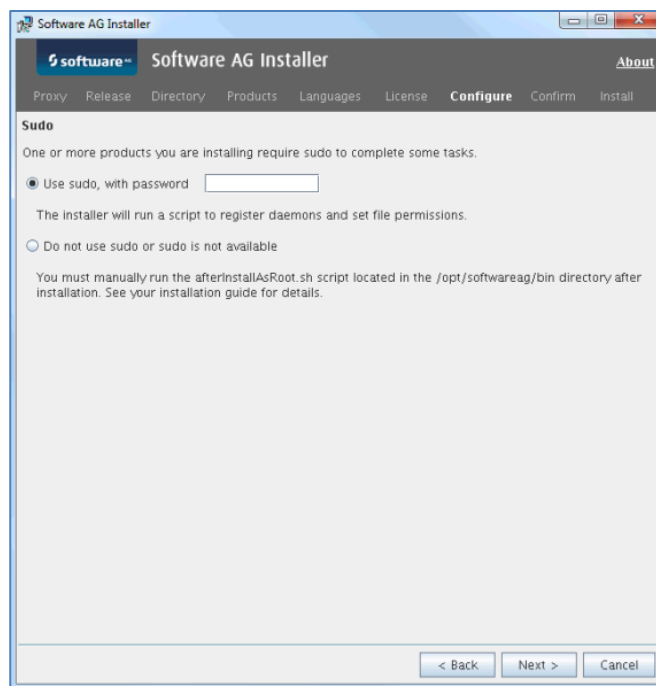 Software AG Installer
software AG Software AG Installer About
Proxy Release Directory Products Languages License Configure Confirm Install
Sudo
One or more products you are installing require sudo to complete some tasks.
Use sudo, with password
The installer will run a script to register daemons and set file permissions.
Do not use sudo or sudo is not available
You must manually run the afterInstallAsRoot.sh script located in the /opt/softwareag/bin directory after
installation. See your installation guide for details.
< Back Next > Cancel